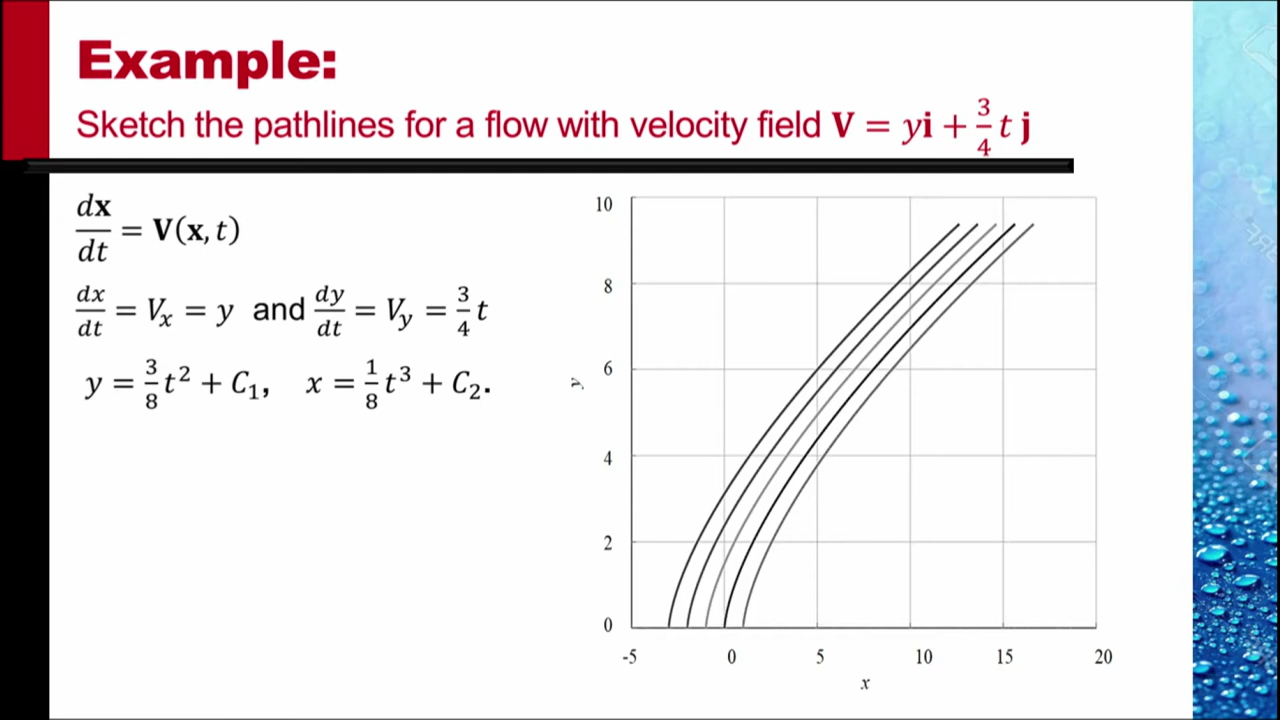 Example:
Sketch the pathlines for a flow with velocity field V = yi + 3/4 t j
dx/dt = V(x, t)
dx/dt = Vₓ = y and dy/dt = V_y = 3/4 t
y = 3/8 t² + C₁, x = 1/8 t³ + C₂.
10
8
6
y
4
2
0
-5 0 5 10 15 20
x